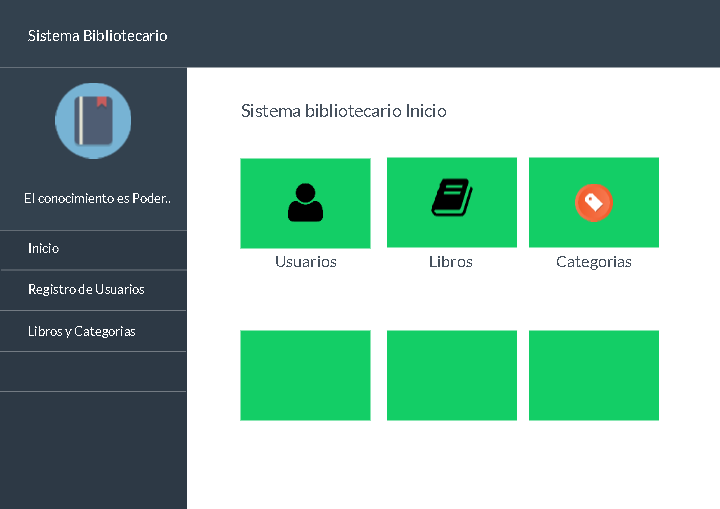 Sistema Bibliotecario
El conocimiento es Poder..
Inicio
Registro de Usuarios
Libros y Categorias
Sistema bibliotecario Inicio
Usuarios
Libros
Categorias